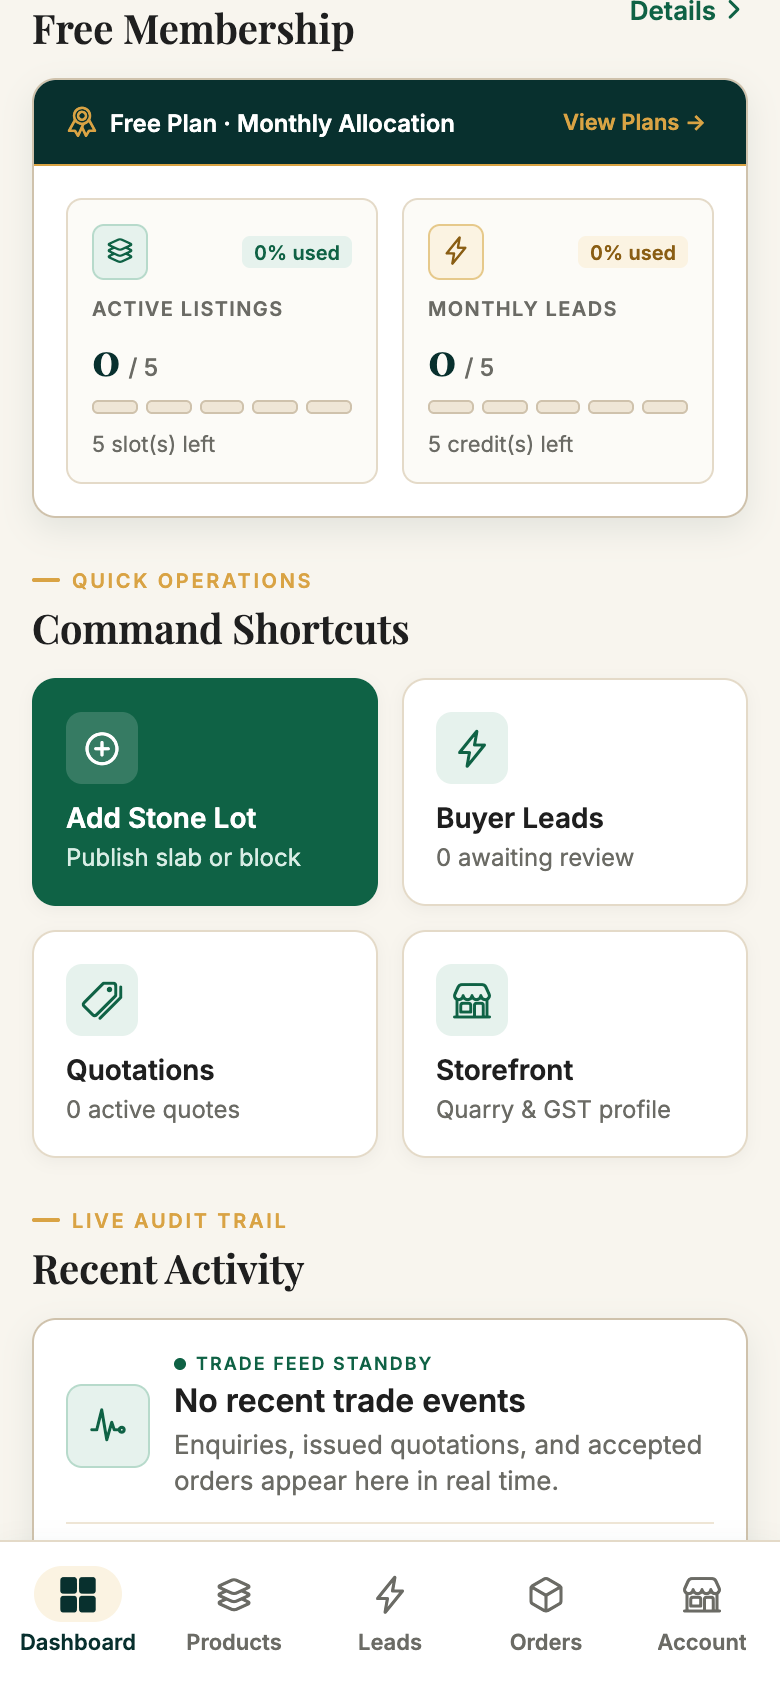 Free Membership
Details
Free Plan · Monthly Allocation
View Plans →
0% used
ACTIVE LISTINGS
0 / 5
5 slot(s) left
0% used
MONTHLY LEADS
0 / 5
5 credit(s) left
QUICK OPERATIONS
Command Shortcuts
Add Stone Lot
Publish slab or block
Buyer Leads
0 awaiting review
Quotations
0 active quotes
Storefront
Quarry & GST profile
LIVE AUDIT TRAIL
Recent Activity
TRADE FEED STANDBY
No recent trade events
Enquiries, issued quotations, and accepted
orders appear here in real time.
Dashboard
Products
Leads
Orders
Account